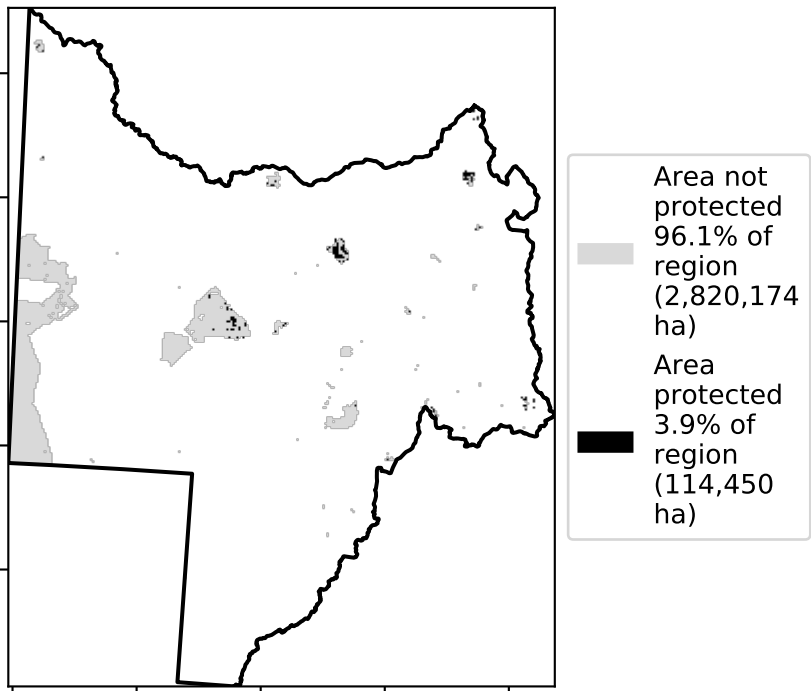 Area not
protected
96.1% of
region
(2,820,174
ha)
Area
protected
3.9% of
region
(114,450
ha)